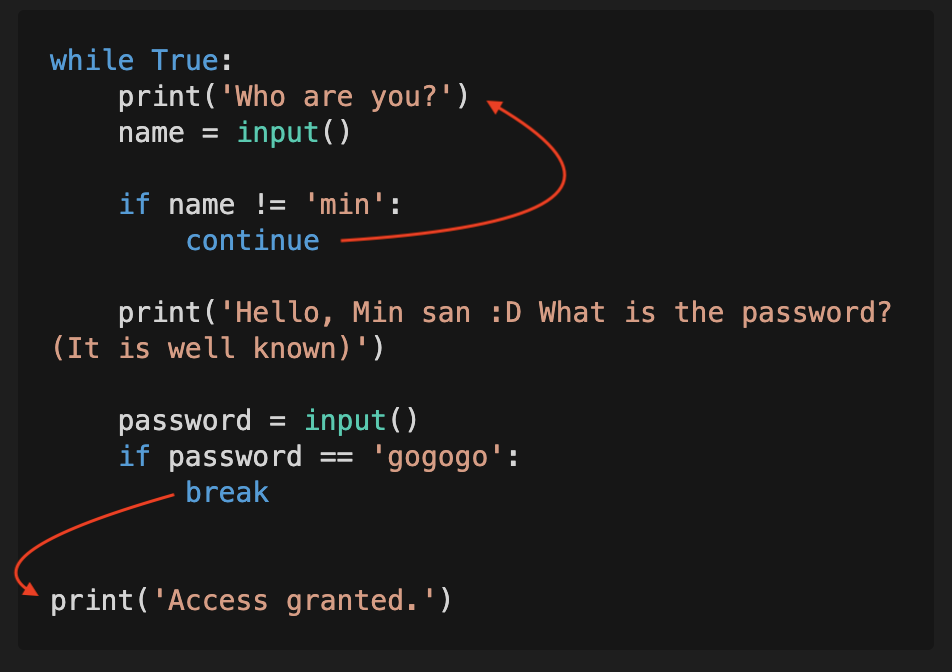 while True:
    print('Who are you?')
    name = input()

    if name != 'min':
        continue

    print('Hello, Min san :D What is the password?
(It is well known)')

    password = input()
    if password == 'gogogo':
        break


print('Access granted.')